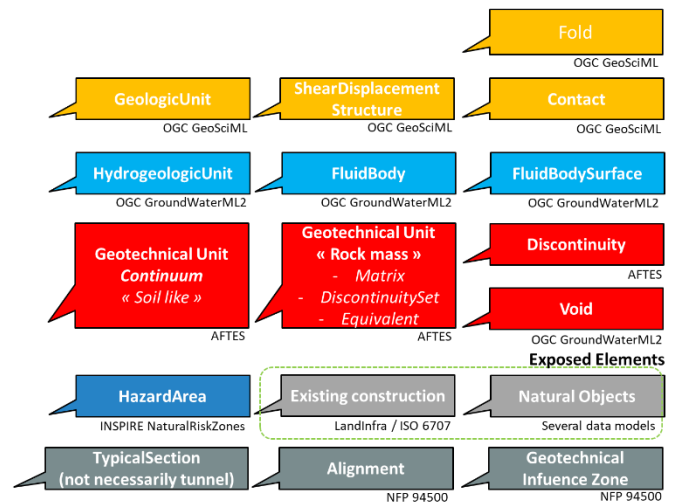 Fold
OGC GeoSciML
GeologicUnit
OGC GeoSciML
ShearDisplacement
Structure
OGC GeoSciML
Contact
OGC GeoSciML
HydrogeologicUnit
OGC GroundWaterML2
FluidBody
OGC GroundWaterML2
FluidBodySurface
OGC GroundWaterML2
Geotechnical Unit
Continuum
« Soil like »
AFTES
Geotechnical Unit
« Rock mass »
- Matrix
- DiscontinuitySet
- Equivalent
AFTES
Discontinuity
AFTES
Void
OGC GroundWaterML2
Exposed Elements
HazardArea
INSPIRE NaturalRiskZones
Existing construction
LandInfra / ISO 6707
Natural Objects
Several data models
TypicalSection
(not necessarily tunnel)
Alignment
NFP 94500
Geotechnical
Infuence Zone
NFP 94500